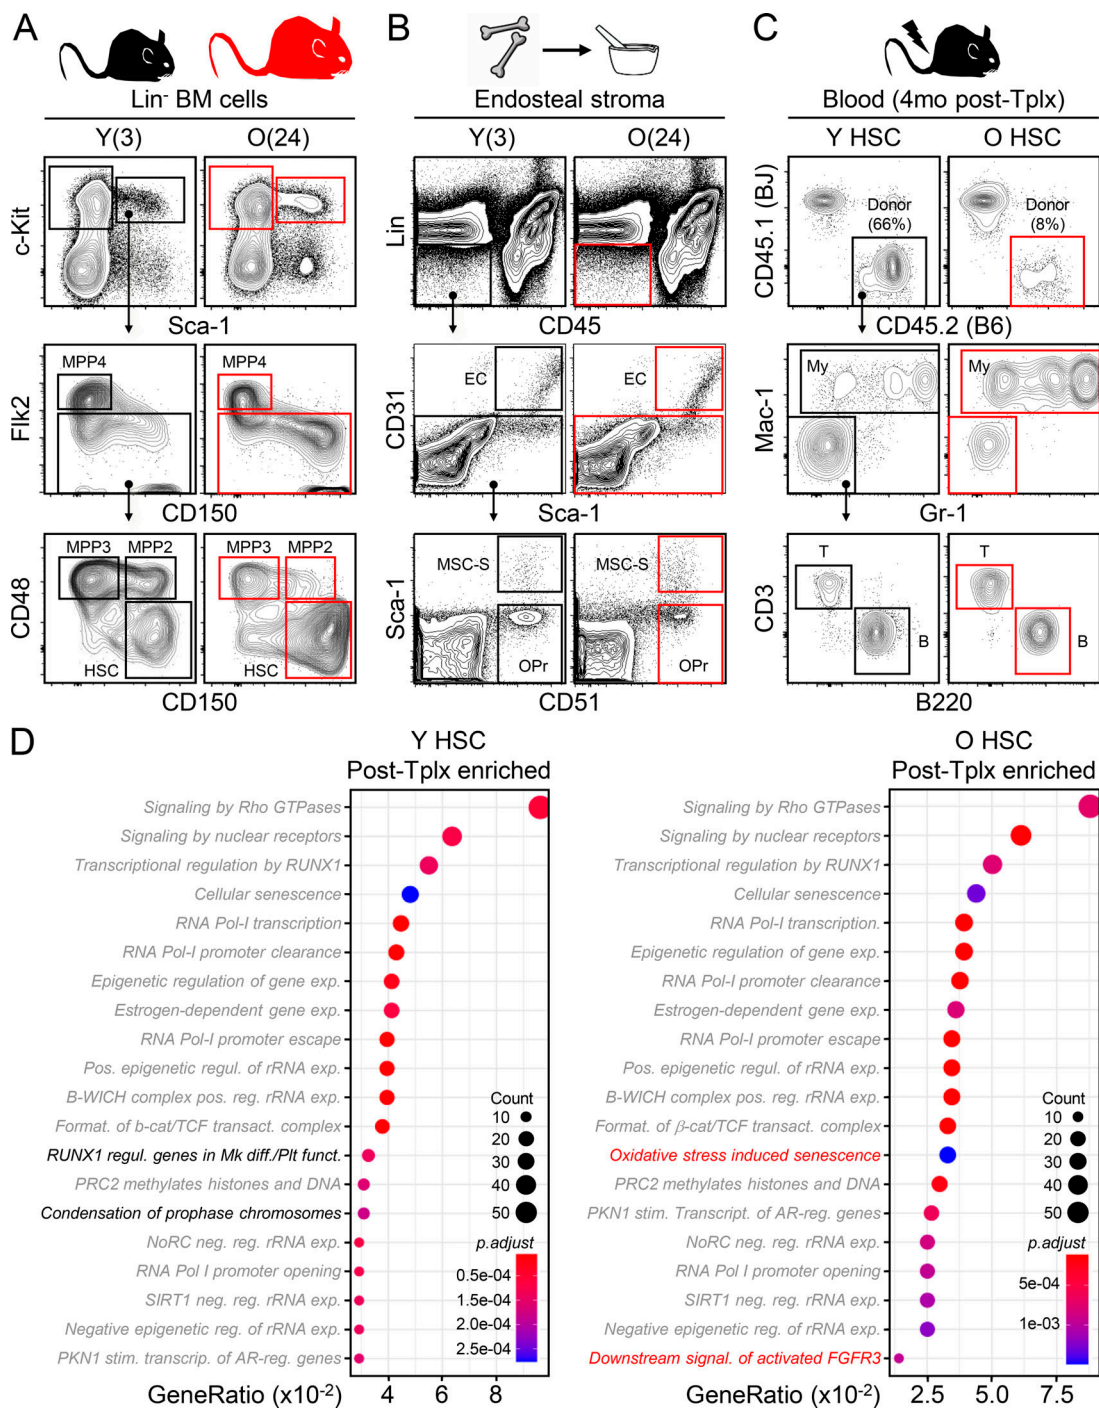 A
B
C
Lin⁻ BM cells
Endosteal stroma
Blood (4mo post-Tplx)
Y(3)
O(24)
Y(3)
O(24)
Y HSC
O HSC
c-Kit
Sca-1
Lin
CD45
CD45.1 (BJ)
Donor
(66%)
Donor
(8%)
CD45.2 (B6)
Flk2
MPP4
MPP4
CD150
CD31
EC
EC
Sca-1
Mac-1
My
My
Gr-1
CD48
MPP3
MPP2
HSC
MPP3
MPP2
HSC
CD150
Sca-1
MSC-S
OPr
MSC-S
OPr
CD51
CD3
T
B
T
B
B220
D
Y HSC
Post-Tplx enriched
Signaling by Rho GTPases
Signaling by nuclear receptors
Transcriptional regulation by RUNX1
Cellular senescence
RNA Pol-I transcription
RNA Pol-I promoter clearance
Epigenetic regulation of gene exp.
Estrogen-dependent gene exp.
RNA Pol-I promoter escape
Pos. epigenetic regul. of rRNA exp.
B-WICH complex pos. reg. rRNA exp.
Format. of b-cat/TCF transact. complex
RUNX1 regul. genes in Mk diff./Plt funct.
PRC2 methylates histones and DNA
Condensation of prophase chromosomes
NoRC neg. reg. rRNA exp.
RNA Pol I promoter opening
SIRT1 neg. reg. rRNA exp.
Negative epigenetic reg. of rRNA exp.
PKN1 stim. transcrip. of AR-reg. genes
Count
10
20
30
40
50
p.adjust
0.5e-04
1.5e-04
2.0e-04
2.5e-04
GeneRatio (x10⁻²)
4
6
8
O HSC
Post-Tplx enriched
Signaling by Rho GTPases
Signaling by nuclear receptors
Transcriptional regulation by RUNX1
Cellular senescence
RNA Pol-I transcription.
Epigenetic regulation of gene exp.
RNA Pol-I promoter clearance
Estrogen-dependent gene exp.
RNA Pol-I promoter escape
Pos. epigenetic regul. of rRNA exp.
B-WICH complex pos. reg. rRNA exp.
Format. of β-cat/TCF transact. complex
Oxidative stress induced senescence
PRC2 methylates histones and DNA
PKN1 stim. Transcript. of AR-reg. genes
NoRC neg. reg. rRNA exp.
RNA Pol I promoter opening
SIRT1 neg. reg. rRNA exp.
Negative epigenetic reg. of rRNA exp.
Downstream signal. of activated FGFR3
Count
10
20
30
40
50
p.adjust
5e-04
1e-03
GeneRatio (x10⁻²)
2.5
5.0
7.5